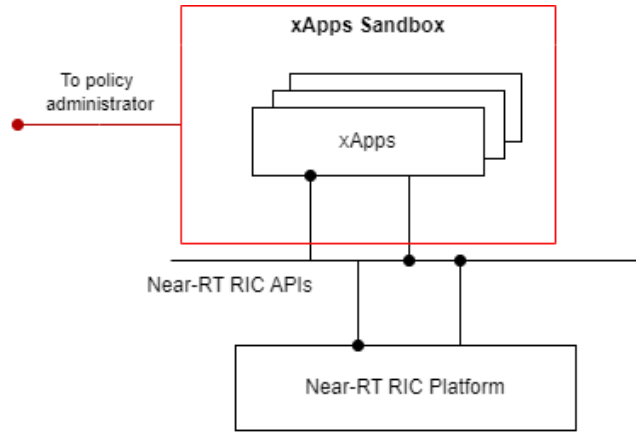 xApps Sandbox
To policy
administrator
xApps
Near-RT RIC APIs
Near-RT RIC Platform